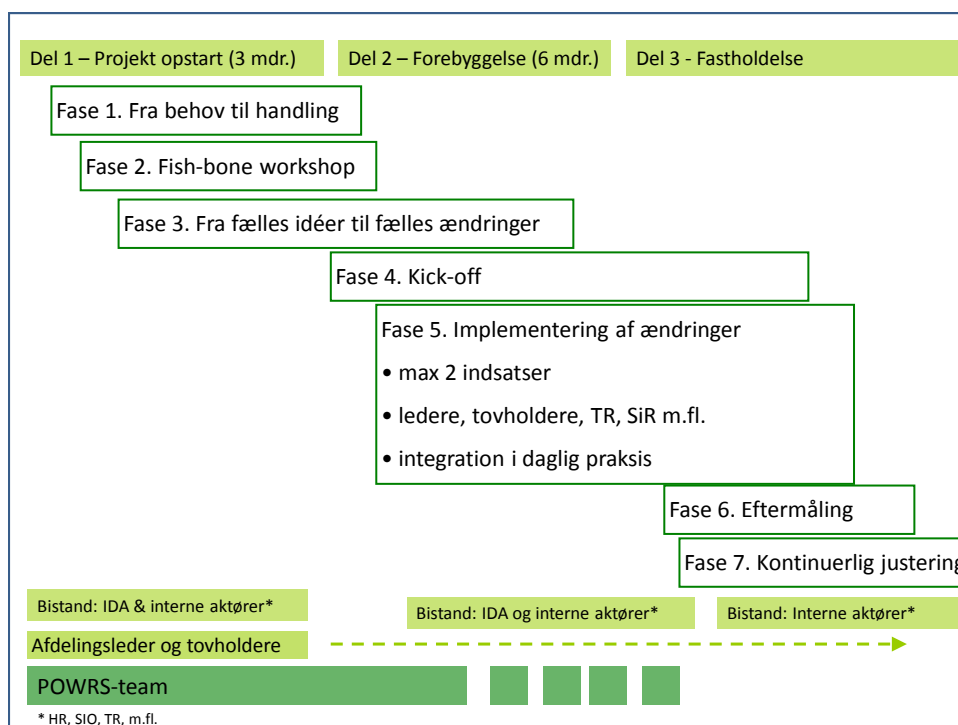 Del 1 – Projekt opstart (3 mdr.)
Del 2 – Forebyggelse (6 mdr.)
Del 3 - Fastholdelse
Fase 1. Fra behov til handling
Fase 2. Fish-bone workshop
Fase 3. Fra fælles idéer til fælles ændringer
Fase 4. Kick-off
Fase 5. Implementering af ændringer
• max 2 indsatser
• ledere, tovholdere, TR, SiR m.fl.
• integration i daglig praksis
Fase 6. Eftermåling
Fase 7. Kontinuerlig justering
Bistand: IDA & interne aktører*
Bistand: IDA og interne aktører*
Bistand: Interne aktører*
Afdelingsleder og tovholdere
POWRS-team
* HR, SIO, TR, m.fl.